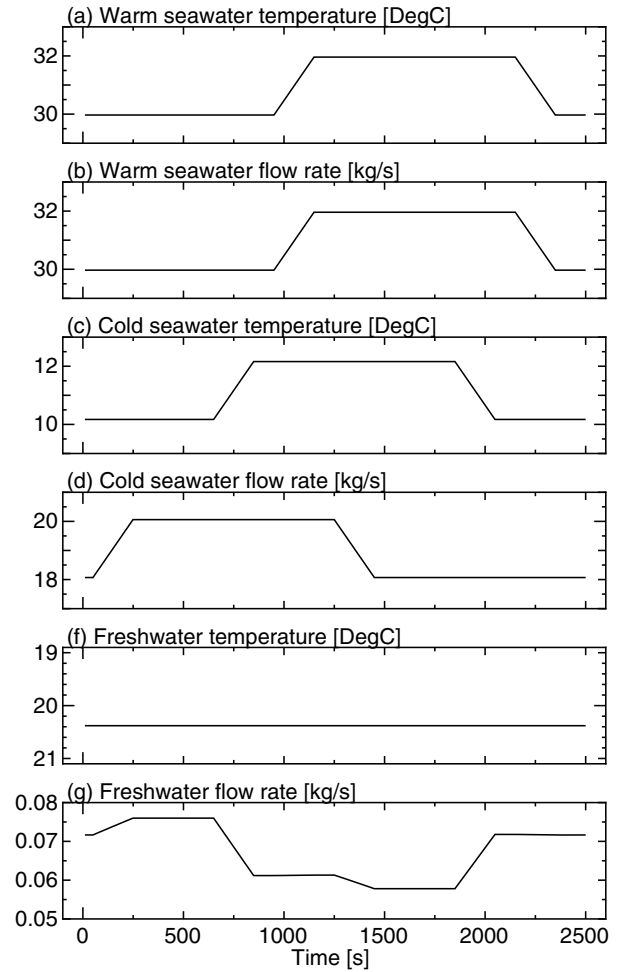 (a) Warm seawater temperature [DegC]
32
30
(b) Warm seawater flow rate [kg/s]
32
30
(c) Cold seawater temperature [DegC]
12
10
(d) Cold seawater flow rate [kg/s]
20
18
(f) Freshwater temperature [DegC]
19
20
21
(g) Freshwater flow rate [kg/s]
0.08
0.07
0.06
0.05
0 500 1000 1500 2000 2500
Time [s]